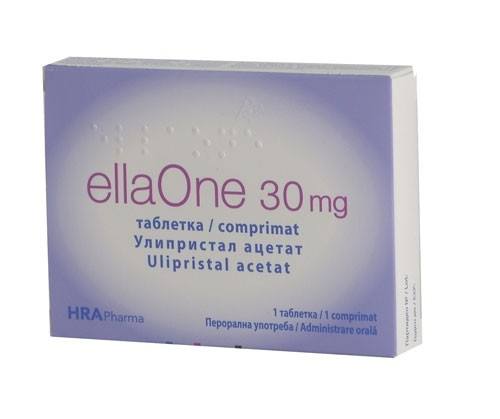 ellaOne 30 mg
таблетка / comprimat
Улипристал ацетат
Ulipristal acetat
HRA Pharma
1 таблетка / 1 comprimat
Перорална употреба / Administrare orală